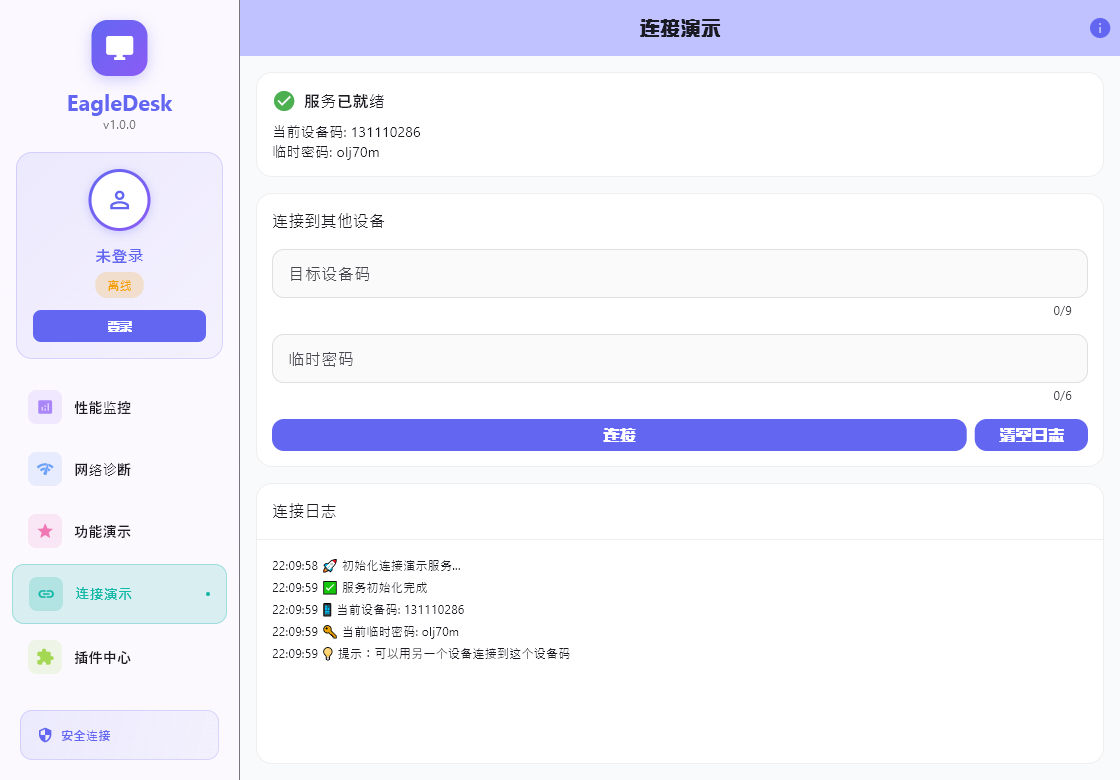 EagleDesk
v1.0.0
未登录
离线
登录
性能监控
网络诊断
功能演示
连接演示
插件中心
安全连接
连接演示
服务已就绪
当前设备码: 131110286
临时密码: olj70m
连接到其他设备
目标设备码
0/9
临时密码
0/6
连接
清空日志
连接日志
22:09:58 🚀 初始化连接演示服务...
22:09:59 ✅ 服务初始化完成
22:09:59 📱 当前设备码: 131110286
22:09:59 🔑 当前临时密码: olj70m
22:09:59 💡 提示：可以用另一个设备连接到这个设备码